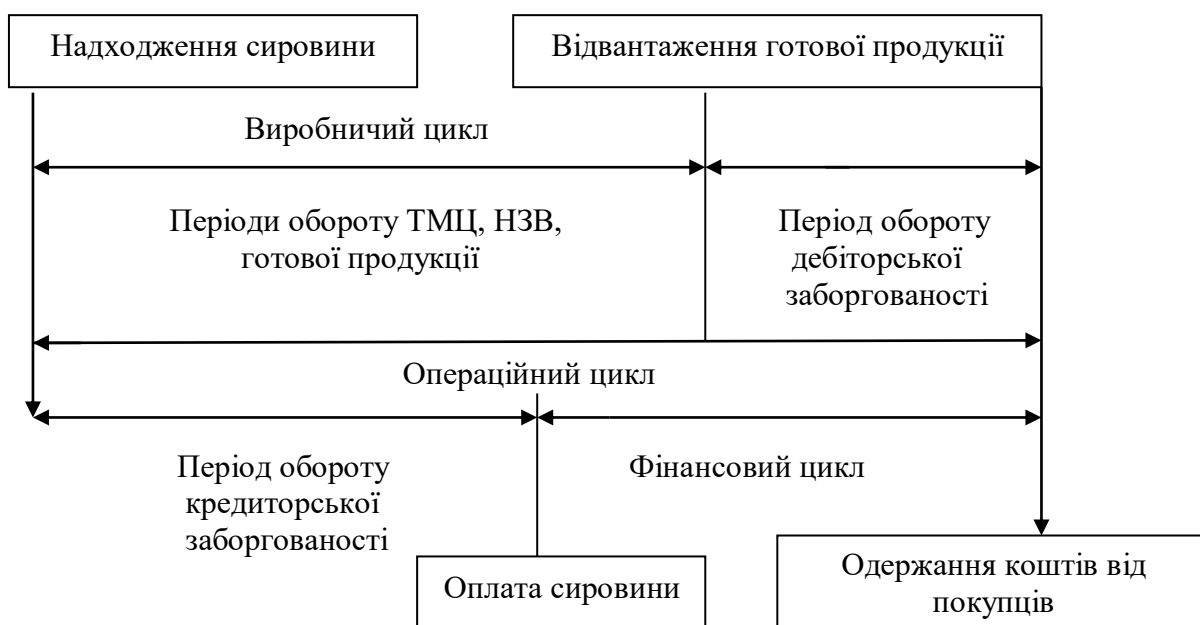 Надходження сировини
Відвантаження готової продукції
Виробничий цикл
Періоди обороту ТМЦ, НЗВ,
готової продукції
Період обороту
дебіторської
заборгованості
Операційний цикл
Період обороту
кредиторської
заборгованості
Фінансовий цикл
Оплата сировини
Одержання коштів від
покупців